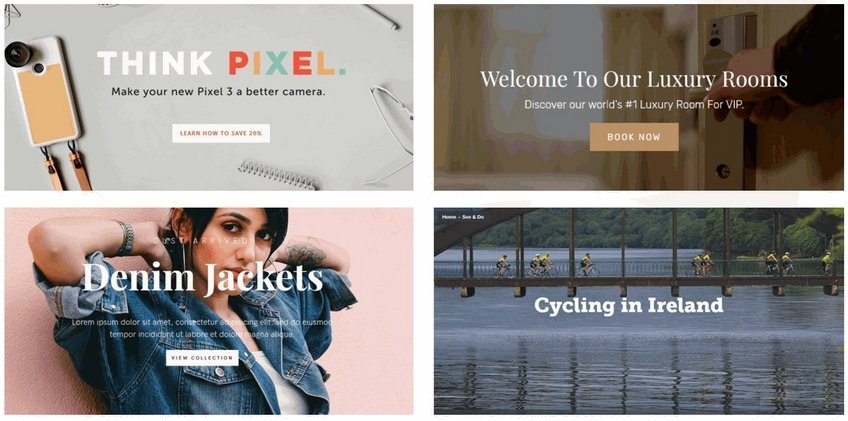 THINK PIXEL.
Make your new Pixel 3 a better camera.
LEARN HOW TO SAVE 20%
Welcome To Our Luxury Rooms
Discover our world's #1 Luxury Room For VIP.
BOOK NOW
JUST ARRIVED
Denim Jackets
Lorem ipsum dolor sit amet, consectetur adipiscing elit, sed do eiusmod
tempor incididunt ut labore et dolore magna aliqua.
VIEW COLLECTION
Home - See & Do
Cycling in Ireland